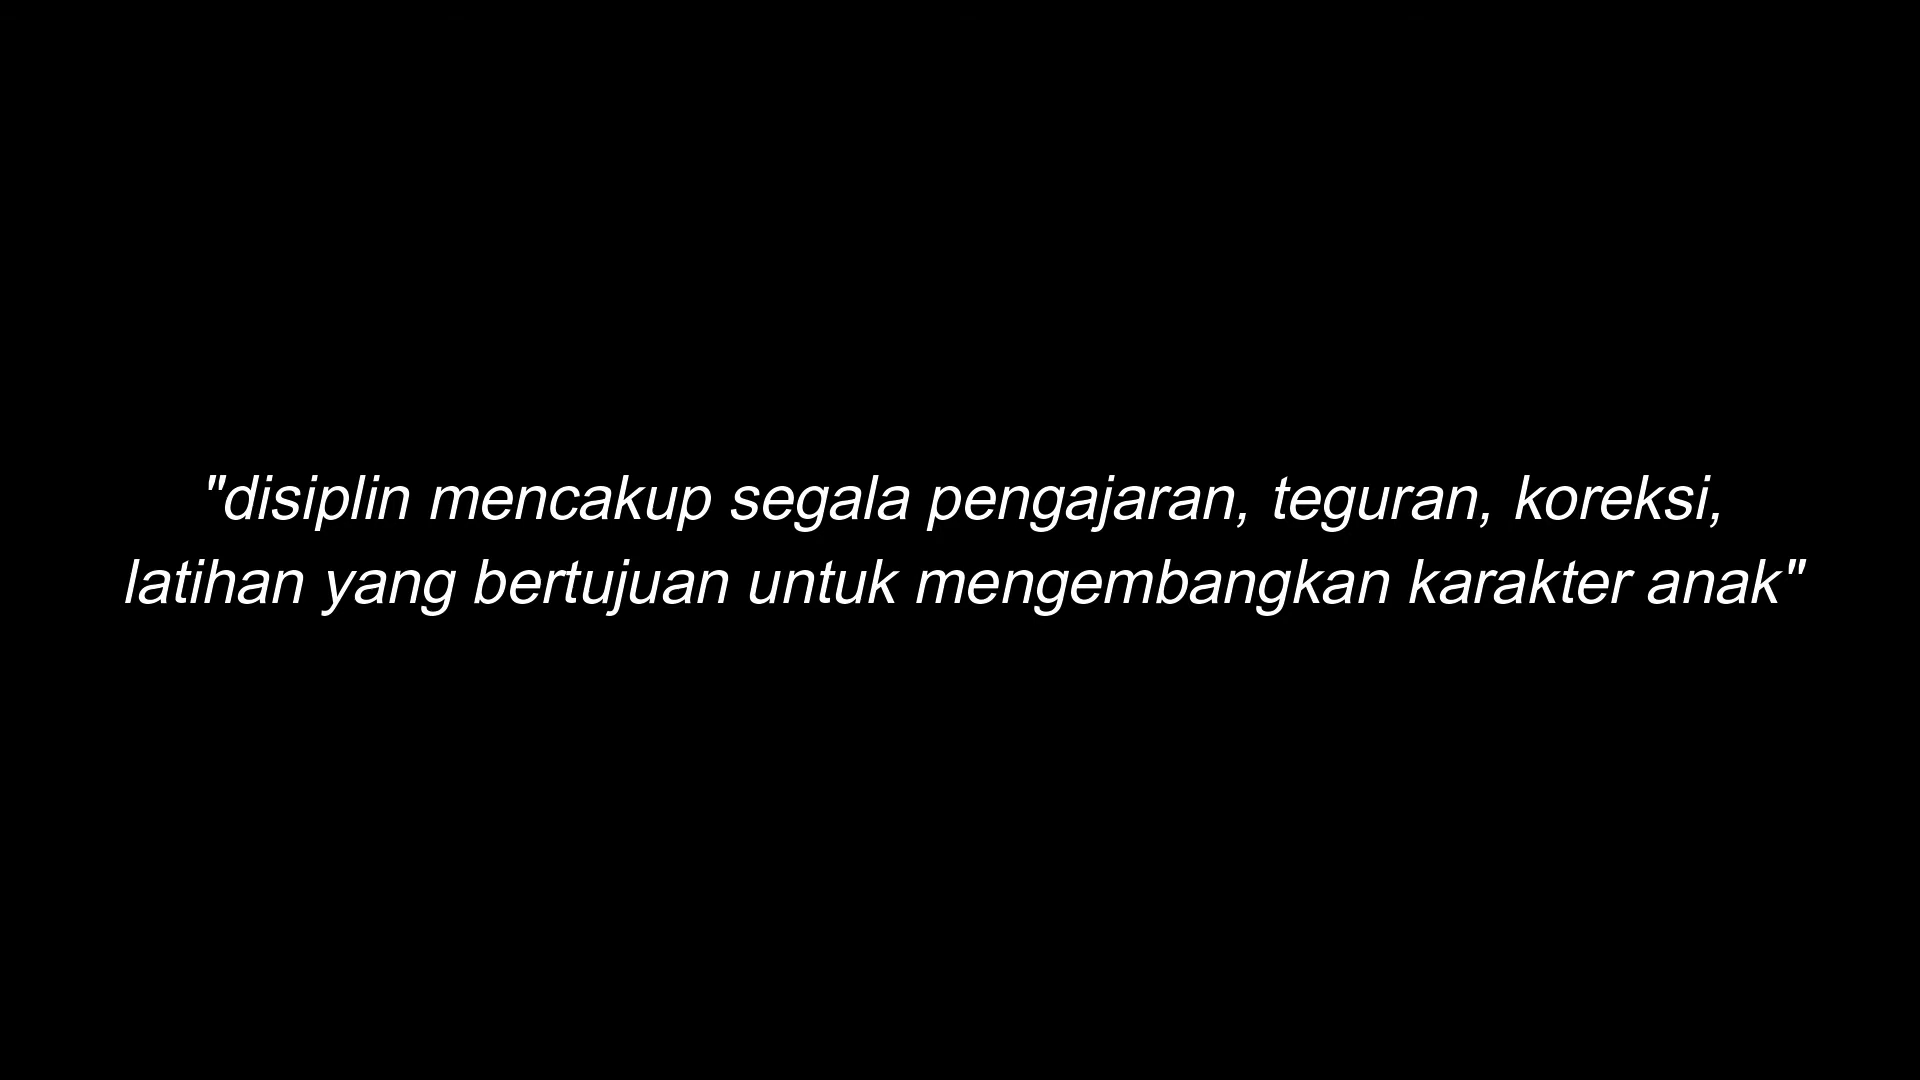 "disiplin mencakup segala pengajaran, teguran, koreksi,
latihan yang bertujuan untuk mengembangkan karakter anak"